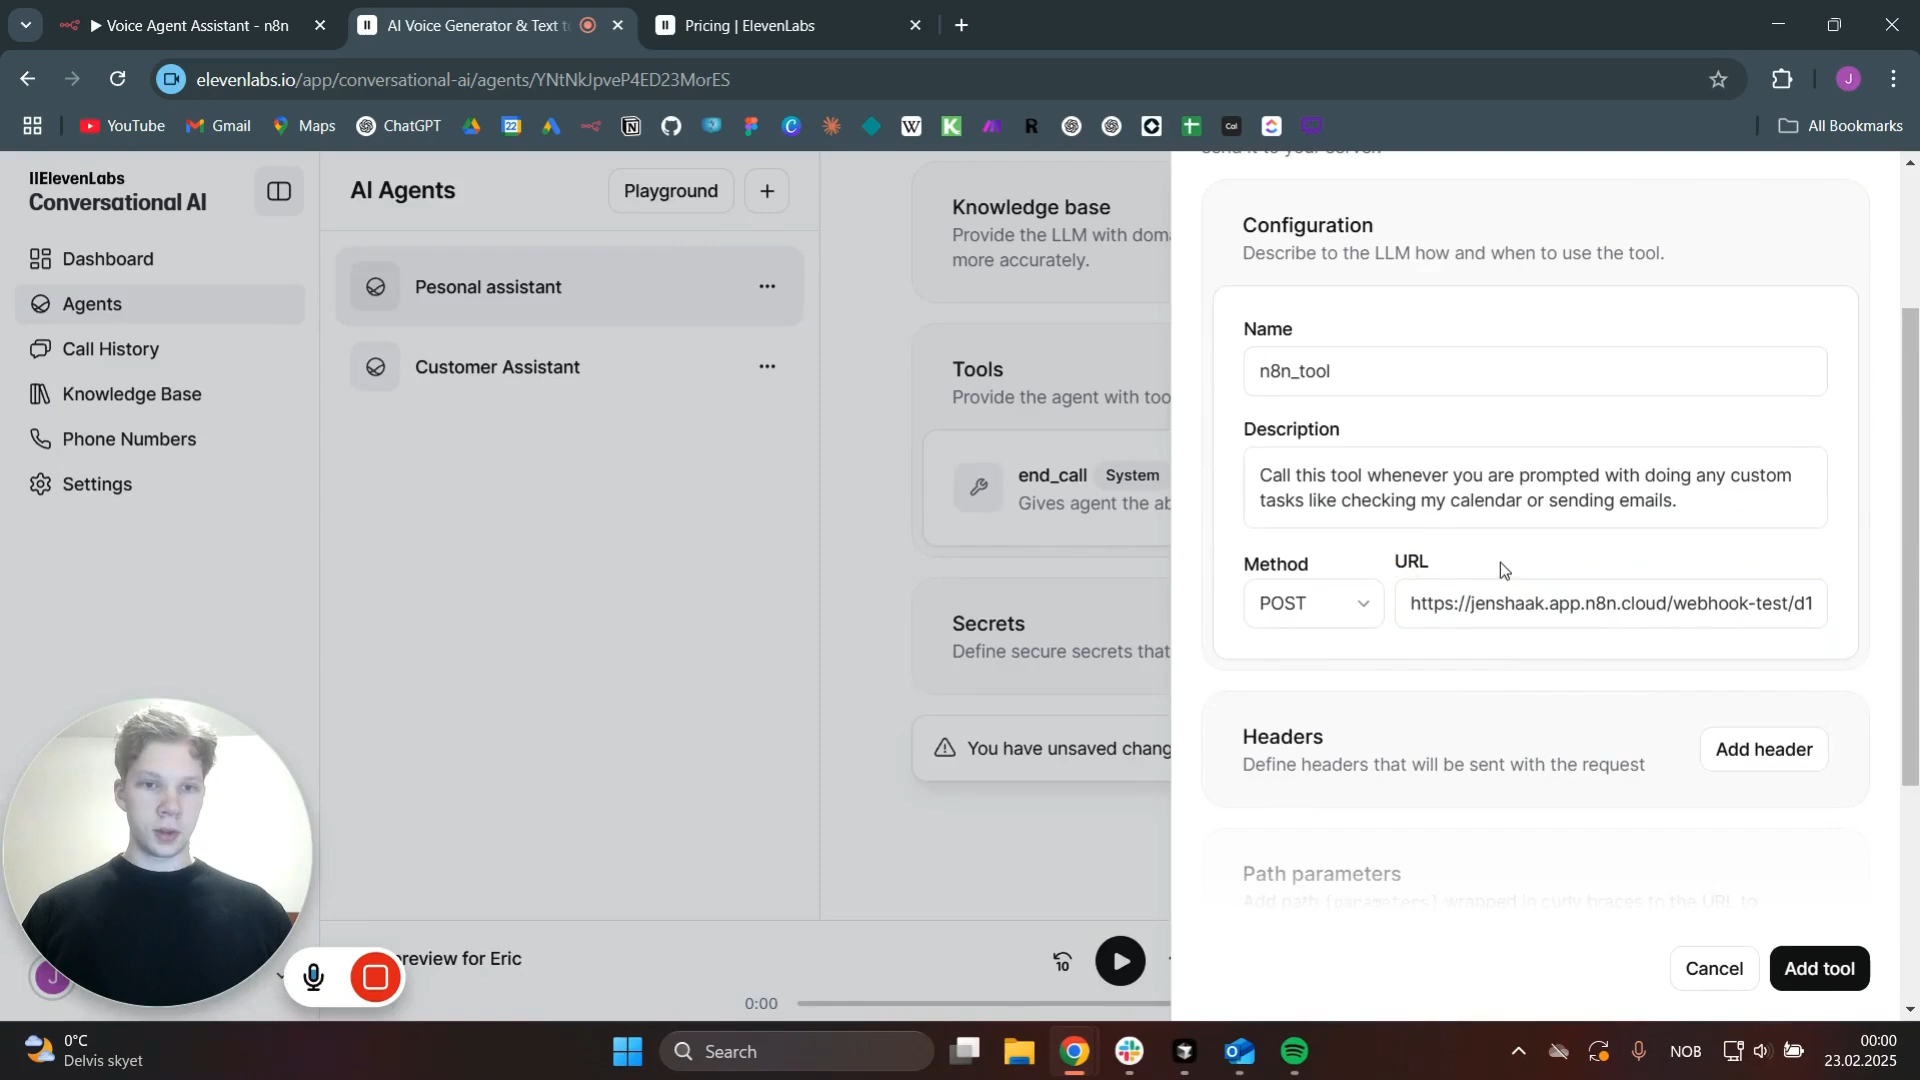 ▶ Voice Agent Assistant - n8n
AI Voice Generator & Text t
Pricing | ElevenLabs
elevenlabs.io/app/conversational-ai/agents/YNtNkJpveP4ED23MorES
J
YouTube
Gmail
Maps
ChatGPT
All Bookmarks
IIElevenLabs
Conversational AI
Dashboard
Agents
Call History
Knowledge Base
Phone Numbers
Settings
J
AI Agents
Playground
Pesonal assistant
Customer Assistant
Knowledge base
Provide the LLM with dom
more accurately.
Tools
Provide the agent with too
end_call
System
Gives agent the ab
Secrets
Define secure secrets that
You have unsaved chang
preview for Eric
10
0:00
send it to your server.
Configuration
Describe to the LLM how and when to use the tool.
Name
n8n_tool
Description
Call this tool whenever you are prompted with doing any custom
tasks like checking my calendar or sending emails.
Method
URL
POST
https://jenshaak.app.n8n.cloud/webhook-test/d1
Headers
Define headers that will be sent with the request
Add header
Path parameters
Add path {parameters} wrapped in curly braces to the URL to
Cancel
Add tool
0°C
Delvis skyet
Search
NOB
00:00
23.02.2025